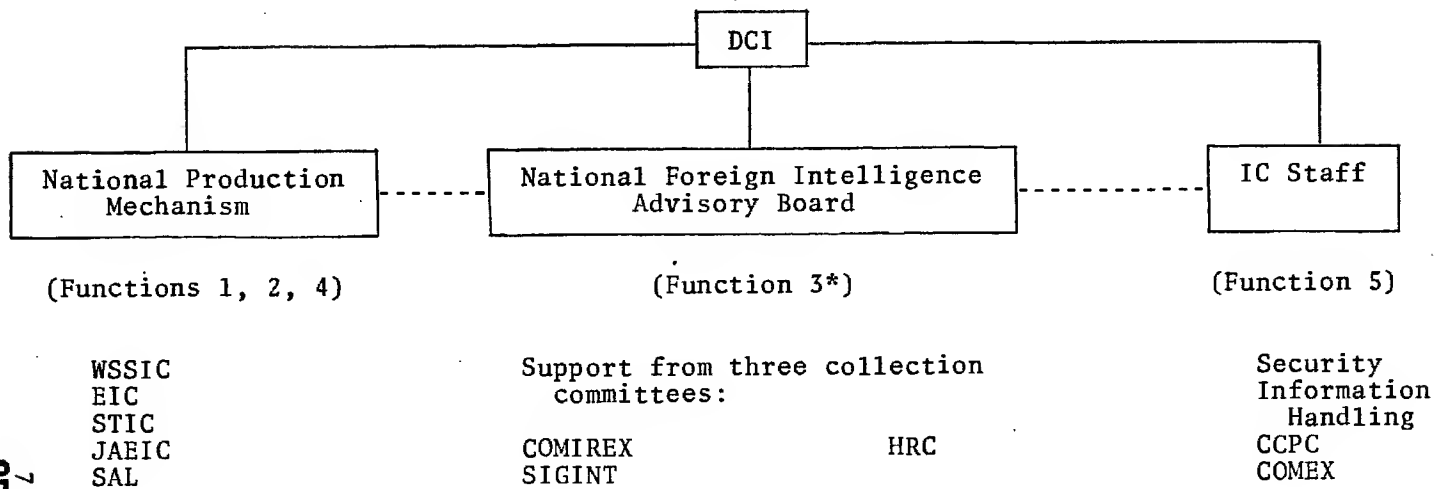 DCI
National Production
Mechanism
National Foreign Intelligence
Advisory Board
IC Staff
(Functions 1, 2, 4)
(Function 3*)
(Function 5)
WSSIC
EIC
STIC
JAEIC
SAL
Support from three collection
committees:
COMIREX HRC
SIGINT
Security
Information
Handling
CCPC
COMEX
7